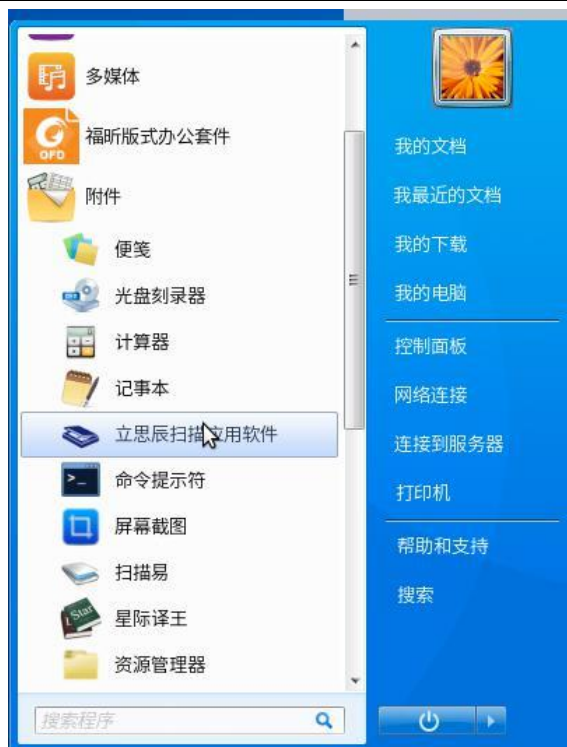 多媒体
OFD
福昕版式办公套件
附件
便笺
光盘刻录器
计算器
记事本
立思辰扫描应用软件
命令提示符
屏幕截图
扫描易
Star
星际译王
资源管理器
搜索程序
我的文档
我最近的文档
我的下载
我的电脑
控制面板
网络连接
连接到服务器
打印机
帮助和支持
搜索